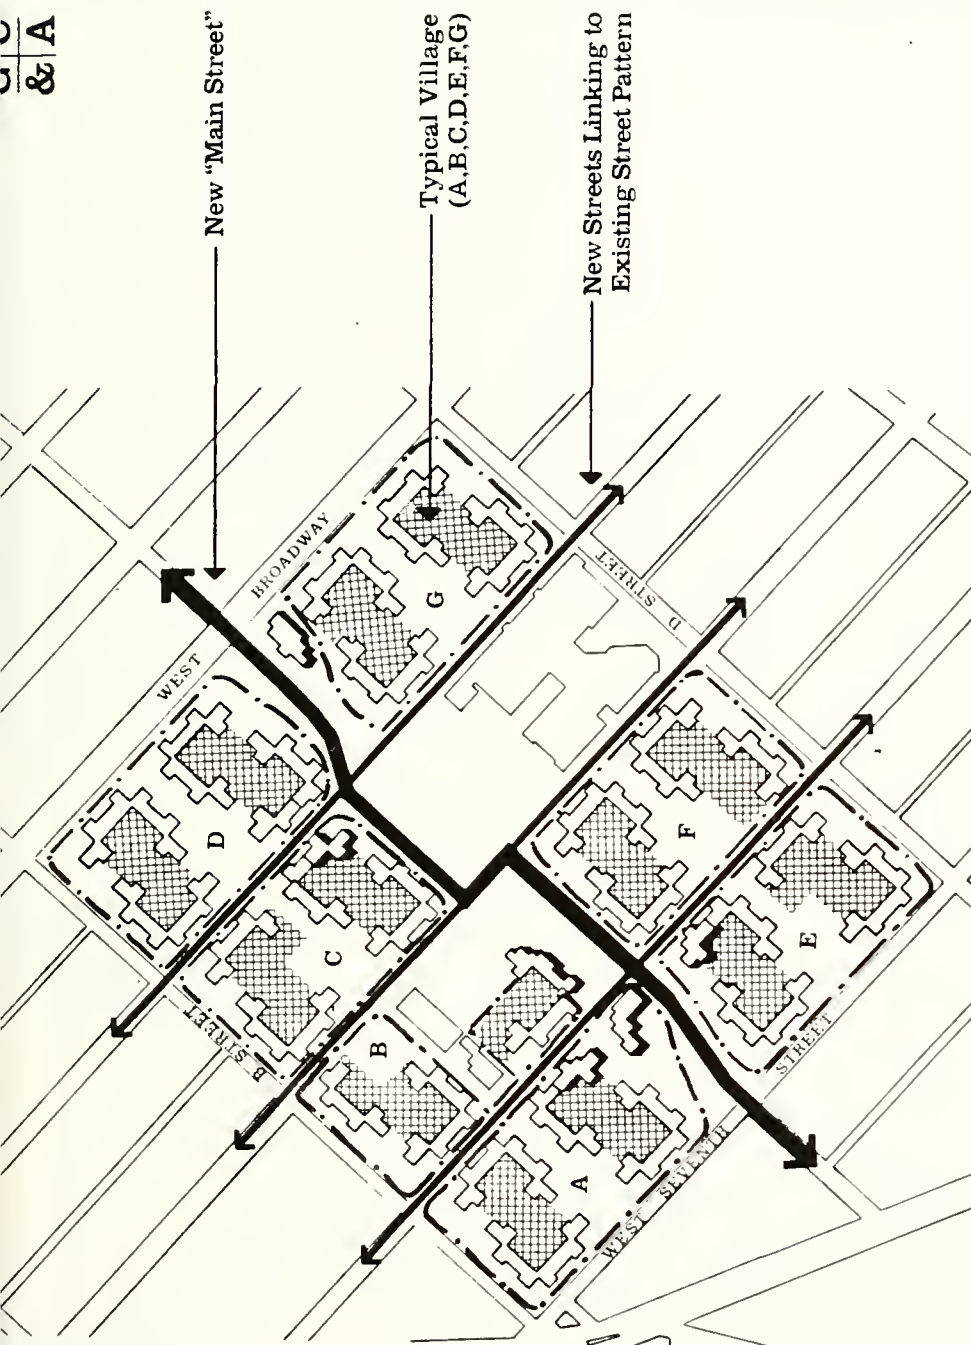 & A
New "Main Street"
Typical Village
(A,B,C,D,E,F,G)
New Streets Linking to
Existing Street Pattern
WEST BROADWAY
D STREET
B STREET
WEST SEVENTH STREET
G
D
C
F
B
E
A